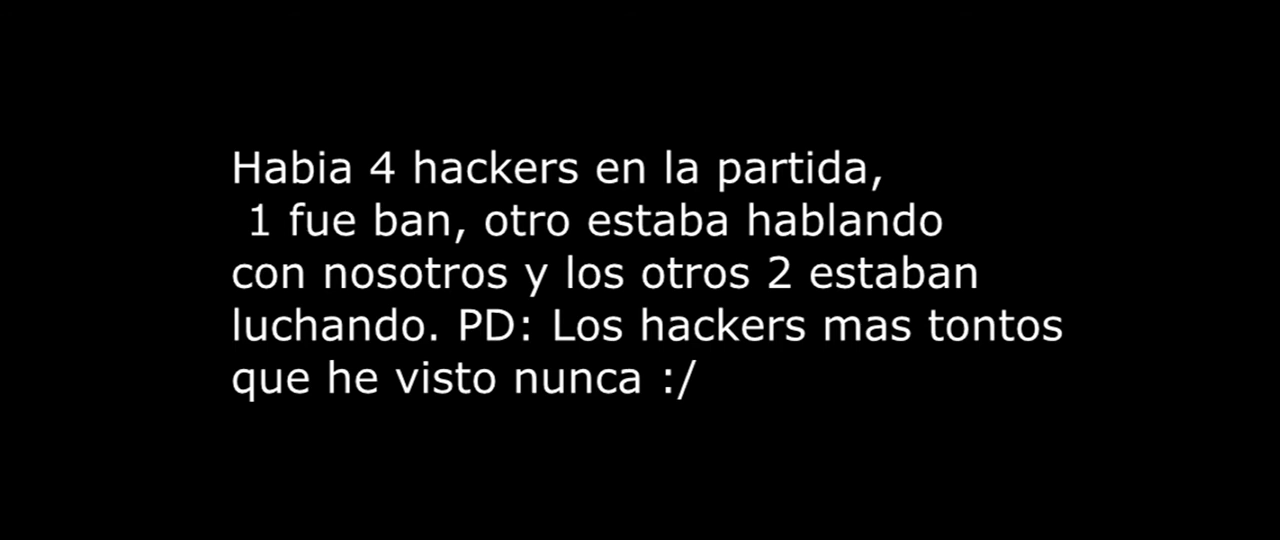 Habia 4 hackers en la partida,
1 fue ban, otro estaba hablando
con nosotros y los otros 2 estaban
luchando. PD: Los hackers mas tontos
que he visto nunca :/